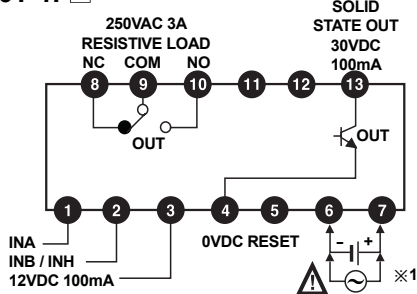 SOLID
STATE OUT
30VDC
100mA
250VAC 3A
RESISTIVE LOAD
NC COM NO
8 9 10 11 12 13
OUT
OUT
1 2 3 4 5 6 7
INA
INB / INH
12VDC 100mA
0VDC RESET
- +
※1